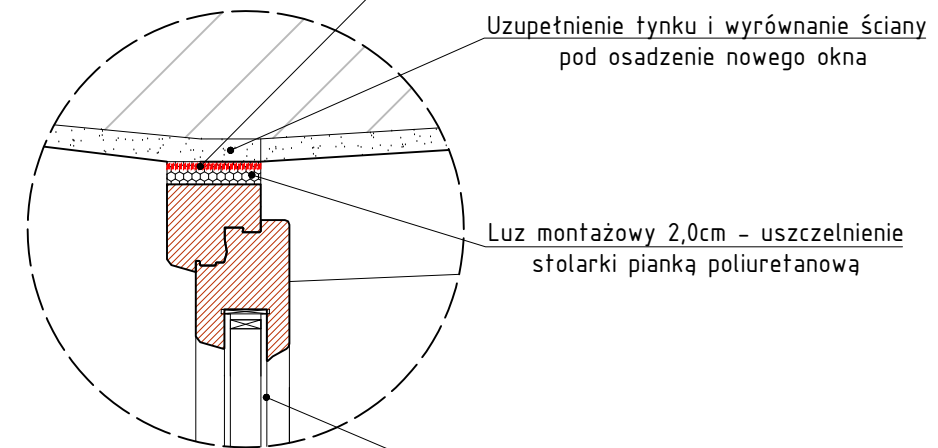 Uzupełnienie tynku i wyrównanie ściany
pod osadzenie nowego okna
Luz montażowy 2,0cm - uszczelnienie
stolarki pianką poliuretanową